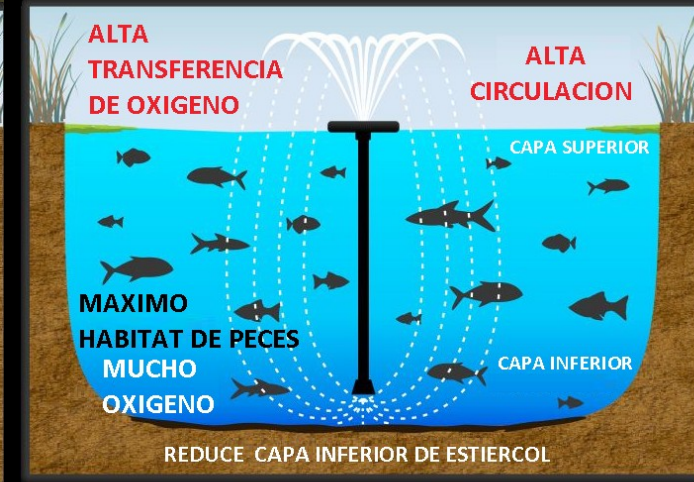 ALTA
TRANSFERENCIA
DE OXIGENO
ALTA
CIRCULACION
CAPA SUPERIOR
MAXIMO
HABITAT DE PECES
MUCHO
OXIGENO
CAPA INFERIOR
REDUCE CAPA INFERIOR DE ESTIERCOL